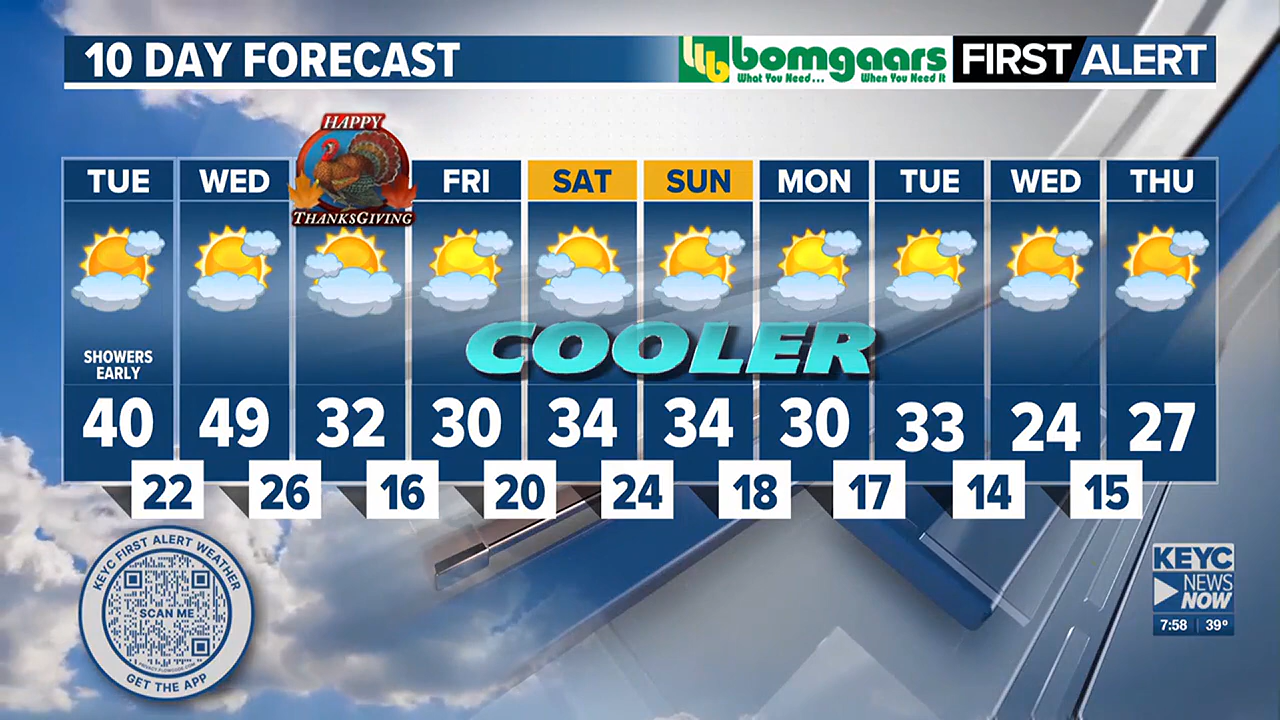 10 DAY FORECAST
bomgaars
What You Need... When You Need It
FIRST ALERT
HAPPY
THANKSGIVING
TUE WED FRI SAT SUN MON TUE WED THU
SHOWERS
EARLY
COOLER
40 49 32 30 34 34 30 33 24 27
22 26 16 20 24 18 17 14 15
KEYC FIRST ALERT WEATHER
SCAN ME
GET THE APP
KEYC
NEWS
NOW
7:58 39°